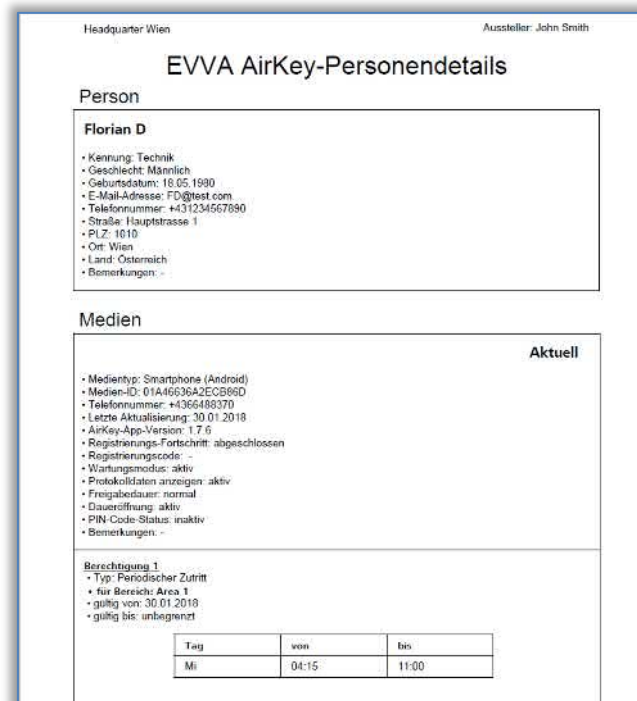 Headquarter Wien
Aussteller: John Smith
EVVA AirKey-Personendetails
Person
Florian D
• Kennung: Technik
• Geschlecht: Männlich
• Geburtsdatum: 18.05.1980
• E-Mail-Adresse: FD@test.com
• Telefonnummer: +431234567890
• Straße: Hauptstrasse 1
• PLZ: 1010
• Ort: Wien
• Land: Österreich
• Bemerkungen: -
Medien
Aktuell
• Medientyp: Smartphone (Android)
• Medien-ID: 01A46636A2ECB86D
• Telefonnummer: +4366488370
• Letzte Aktualisierung: 30.01.2018
• AirKey-App-Version: 1.7.6
• Registrierungs-Fortschritt: abgeschlossen
• Registrierungscode: -
• Wartungsmodus: aktiv
• Protokolldaten anzeigen: aktiv
• Freigabedauer: normal
• Daueröffnung: aktiv
• PIN-Code-Status: inaktiv
• Bemerkungen: -
Berechtigung 1
• Typ: Periodischer Zutritt
• für Bereich: Area 1
• gültig von: 30.01.2018
• gültig bis: unbegrenzt
Tag von bis
Mi 04:15 11:00